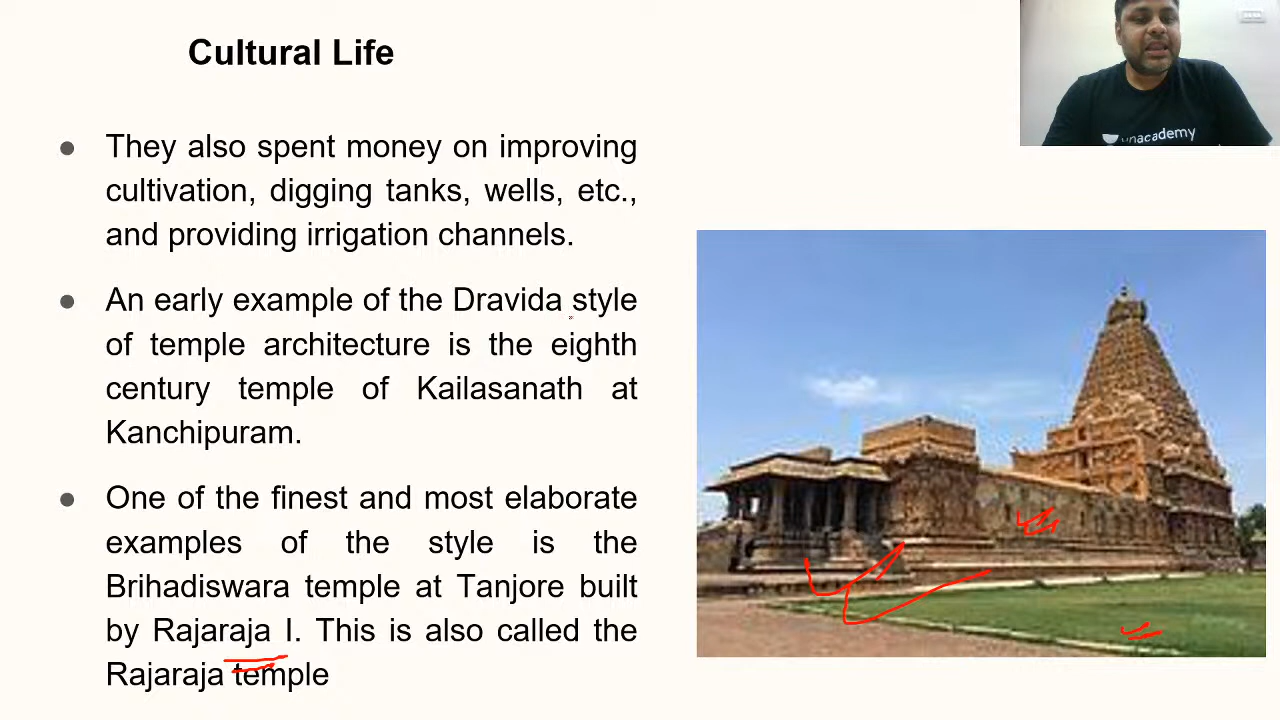 Cultural Life
unacademy
● They also spent money on improving
cultivation, digging tanks, wells, etc.,
and providing irrigation channels.
● An early example of the Dravida style
of temple architecture is the eighth
century temple of Kailasanath at
Kanchipuram.
● One of the finest and most elaborate
examples of the style is the
Brihadiswara temple at Tanjore built
by Rajaraja I. This is also called the
Rajaraja temple